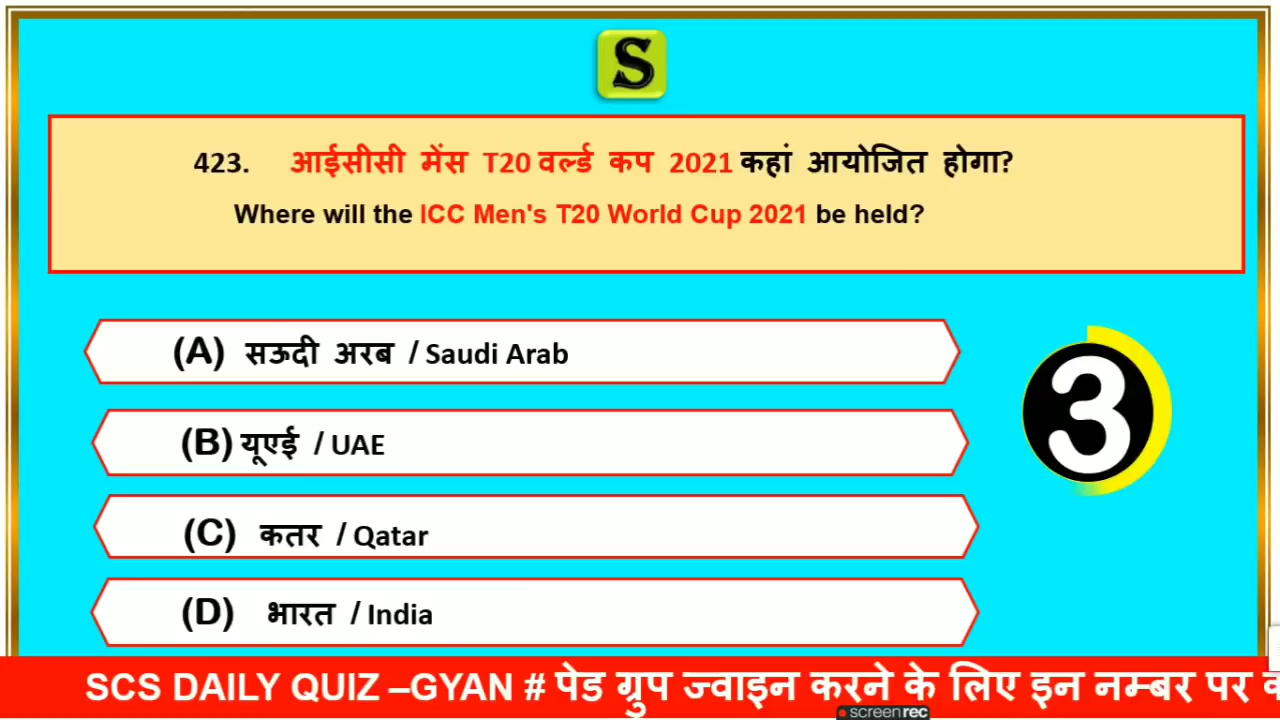 S
423. आईसीसी मेंस T20 वर्ल्ड कप 2021 कहां आयोजित होगा?
Where will the ICC Men's T20 World Cup 2021 be held?
(A) सऊदी अरब / Saudi Arab
(B) यूएई / UAE
3
(C) कतर / Qatar
(D) भारत / India
SCS DAILY QUIZ –GYAN # पेड ग्रुप ज्वाइन करने के लिए इन नम्बर पर
screenrec